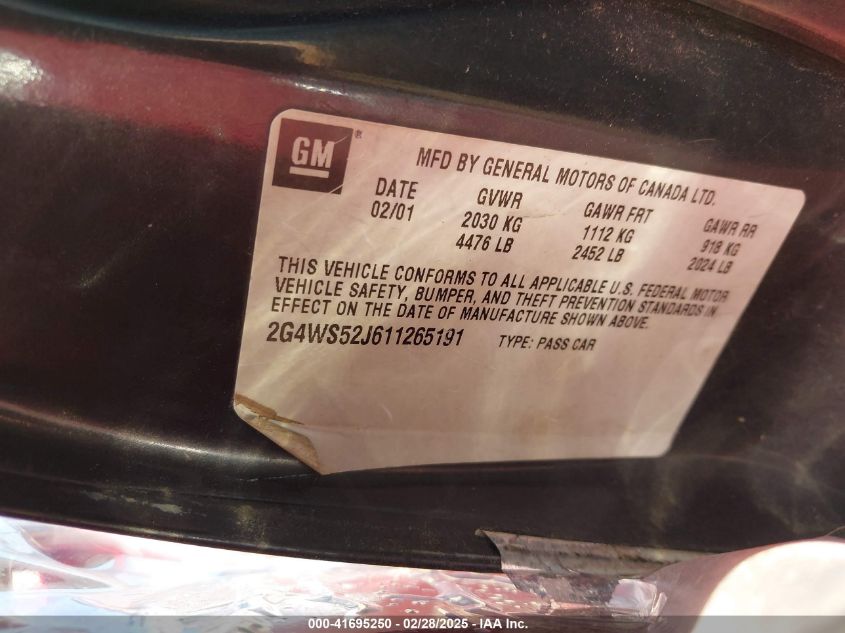 GM®
MFD BY GENERAL MOTORS OF CANADA LTD.
DATE GVWR GAWR FRT GAWR RR
02/01 2030 KG 1112 KG 918 KG
4476 LB 2452 LB 2024 LB
THIS VEHICLE CONFORMS TO ALL APPLICABLE U.S. FEDERAL MOTOR
VEHICLE SAFETY, BUMPER, AND THEFT PREVENTION STANDARDS IN
EFFECT ON THE DATE OF MANUFACTURE SHOWN ABOVE.
2G4WS52J611265191 TYPE: PASS CAR
000-41695250 - 02/28/2025 - IAA Inc.